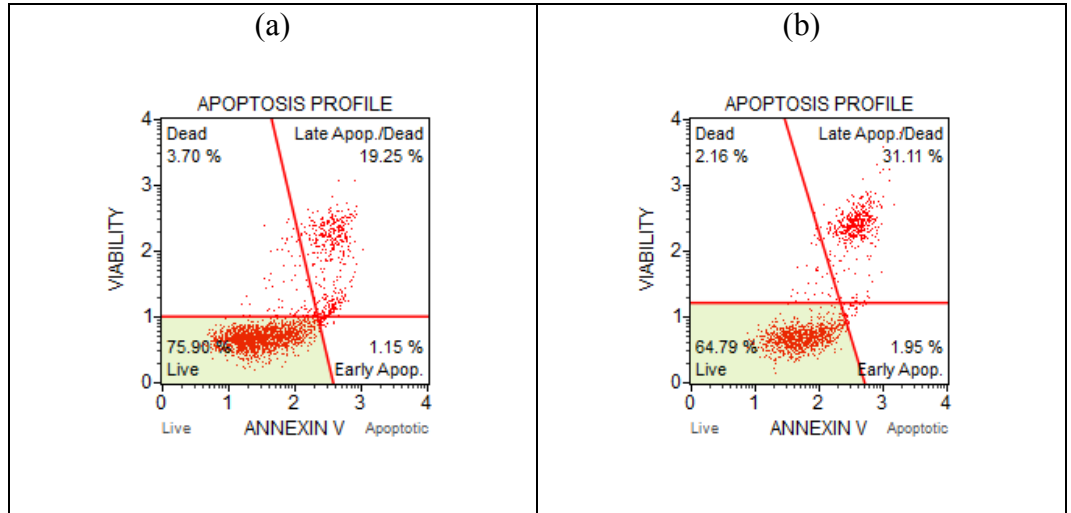 (a)
APOPTOSIS PROFILE
4
Dead Late Apop./Dead
3.70 % 19.25 %
3
VIABILITY
2
1
75.90 % 1.15 %
Live Early Apop.
0
0 1 2 3 4
Live ANNEXIN V Apoptotic
(b)
APOPTOSIS PROFILE
4
Dead Late Apop./Dead
2.16 % 31.11 %
3
VIABILITY
2
1
64.79 % 1.95 %
Live Early Apop.
0
0 1 2 3 4
Live ANNEXIN V Apoptotic